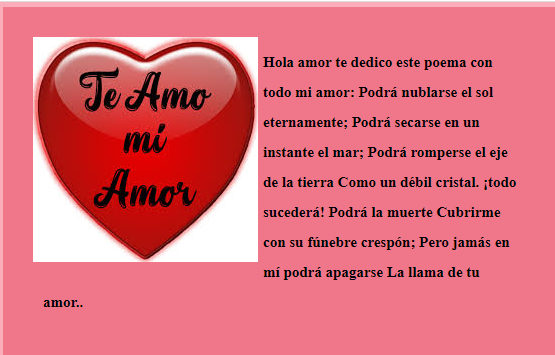 Te Amo
mi
Amor
Hola amor te dedico este poema con
todo mi amor: Podrá nublarse el sol
eternamente; Podrá secarse en un
instante el mar; Podrá romperse el eje
de la tierra Como un débil cristal. ¡todo
sucederá! Podrá la muerte Cubrirme
con su fúnebre crespón; Pero jamás en
mí podrá apagarse La llama de tu
amor..